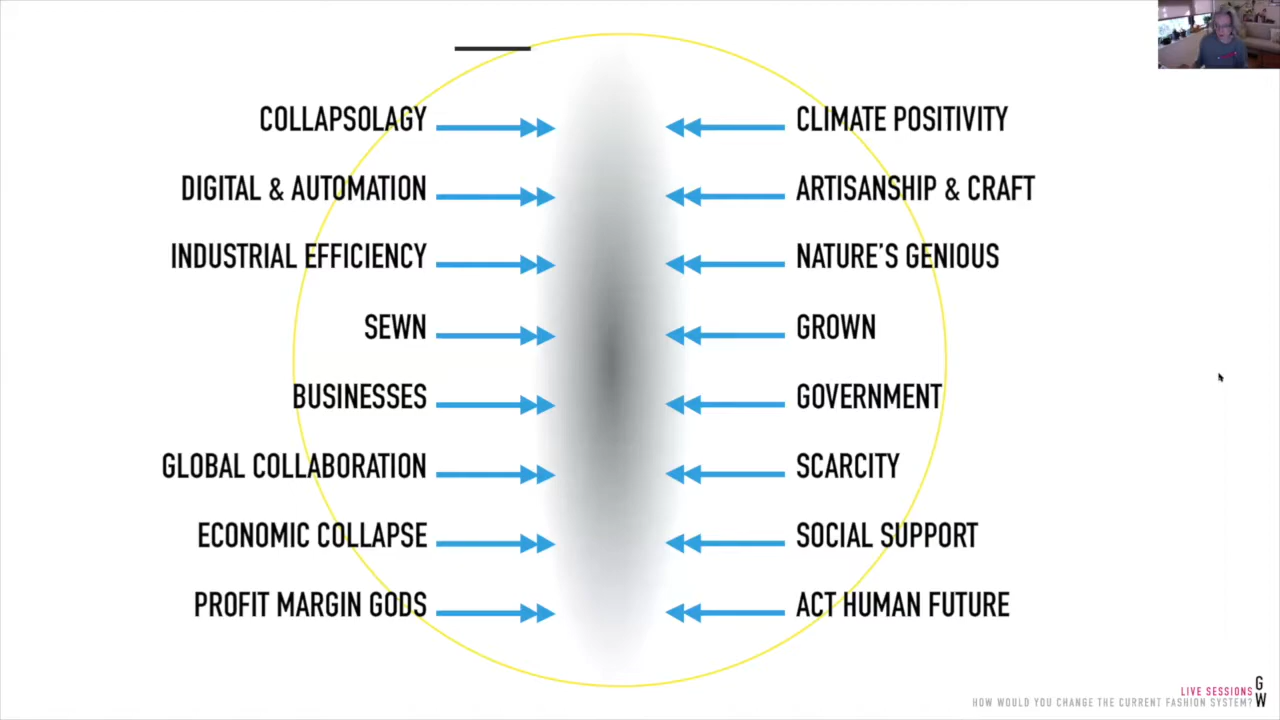 COLLAPSOLAGY CLIMATE POSITIVITY
DIGITAL & AUTOMATION ARTISANSHIP & CRAFT
INDUSTRIAL EFFICIENCY NATURE'S GENIOUS
SEWN GROWN
BUSINESSES GOVERNMENT
GLOBAL COLLABORATION SCARCITY
ECONOMIC COLLAPSE SOCIAL SUPPORT
PROFIT MARGIN GODS ACT HUMAN FUTURE
LIVE SESSIONS
HOW WOULD YOU CHANGE THE CURRENT FASHION SYSTEM?
G
W